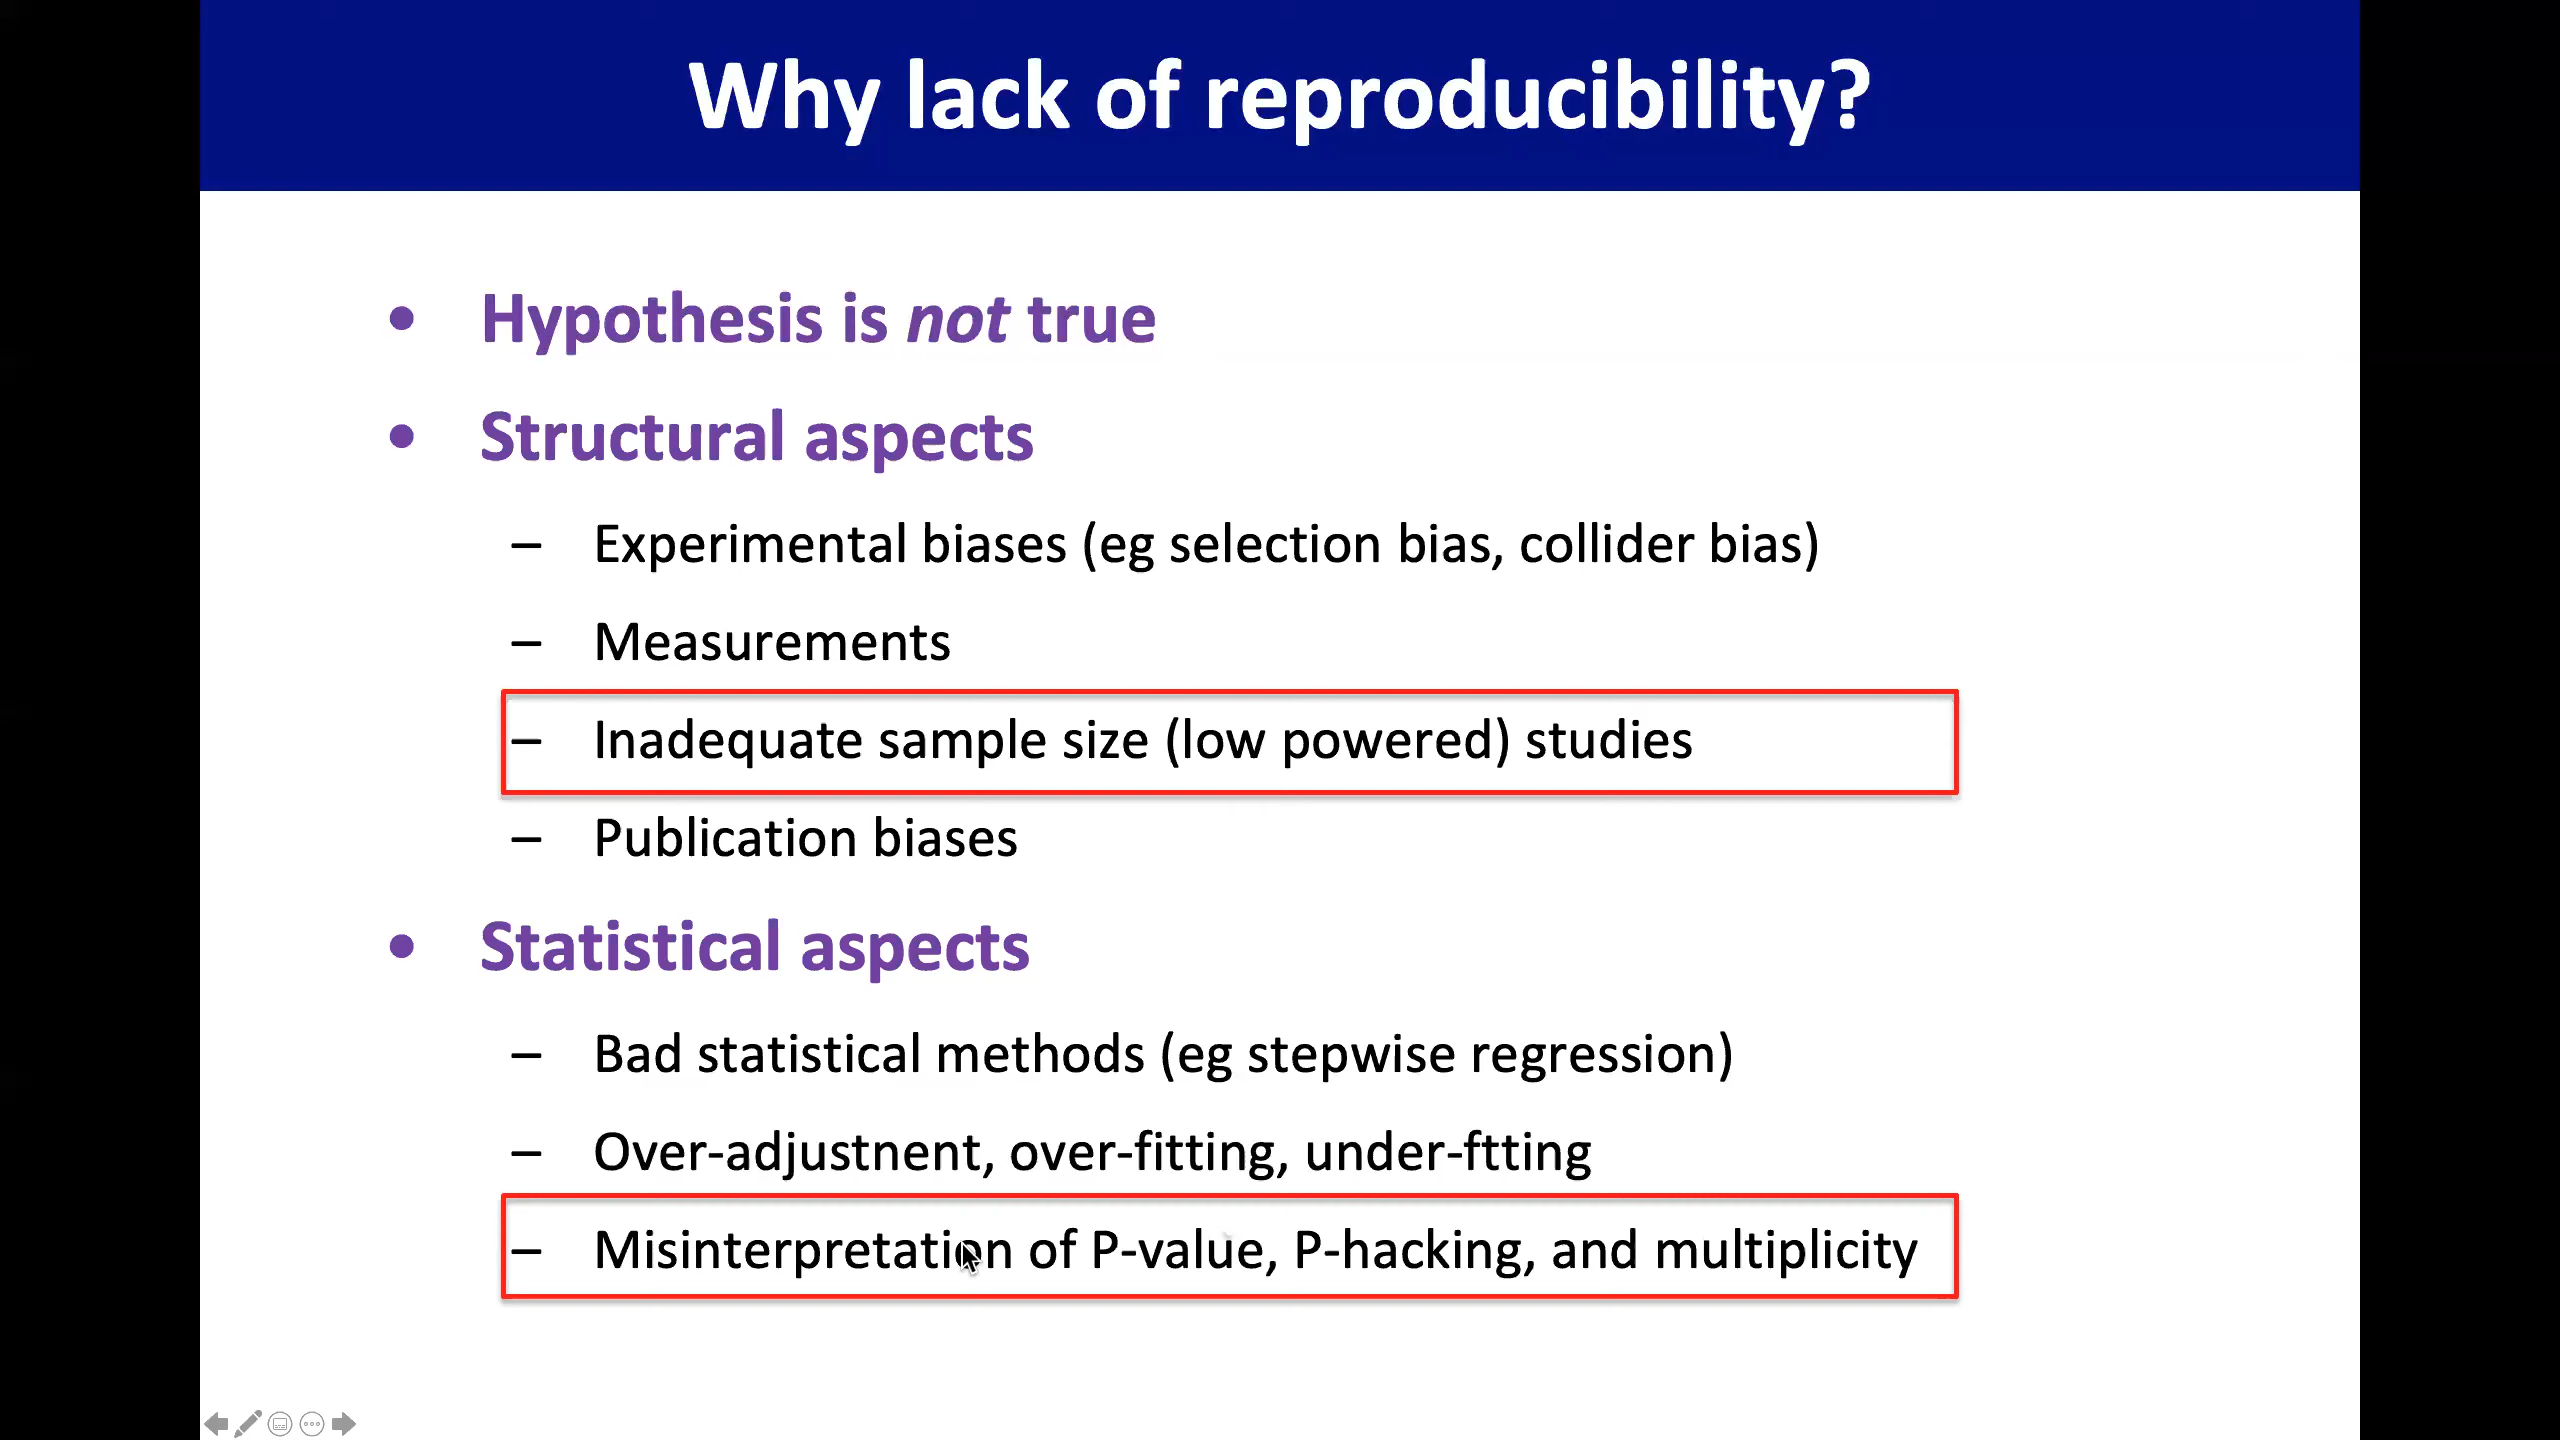 Why lack of reproducibility?
• Hypothesis is not true
• Structural aspects
– Experimental biases (eg selection bias, collider bias)
– Measurements
– Inadequate sample size (low powered) studies
– Publication biases
• Statistical aspects
– Bad statistical methods (eg stepwise regression)
– Over-adjustnent, over-fitting, under-ftting
– Misinterpretation of P-value, P-hacking, and multiplicity